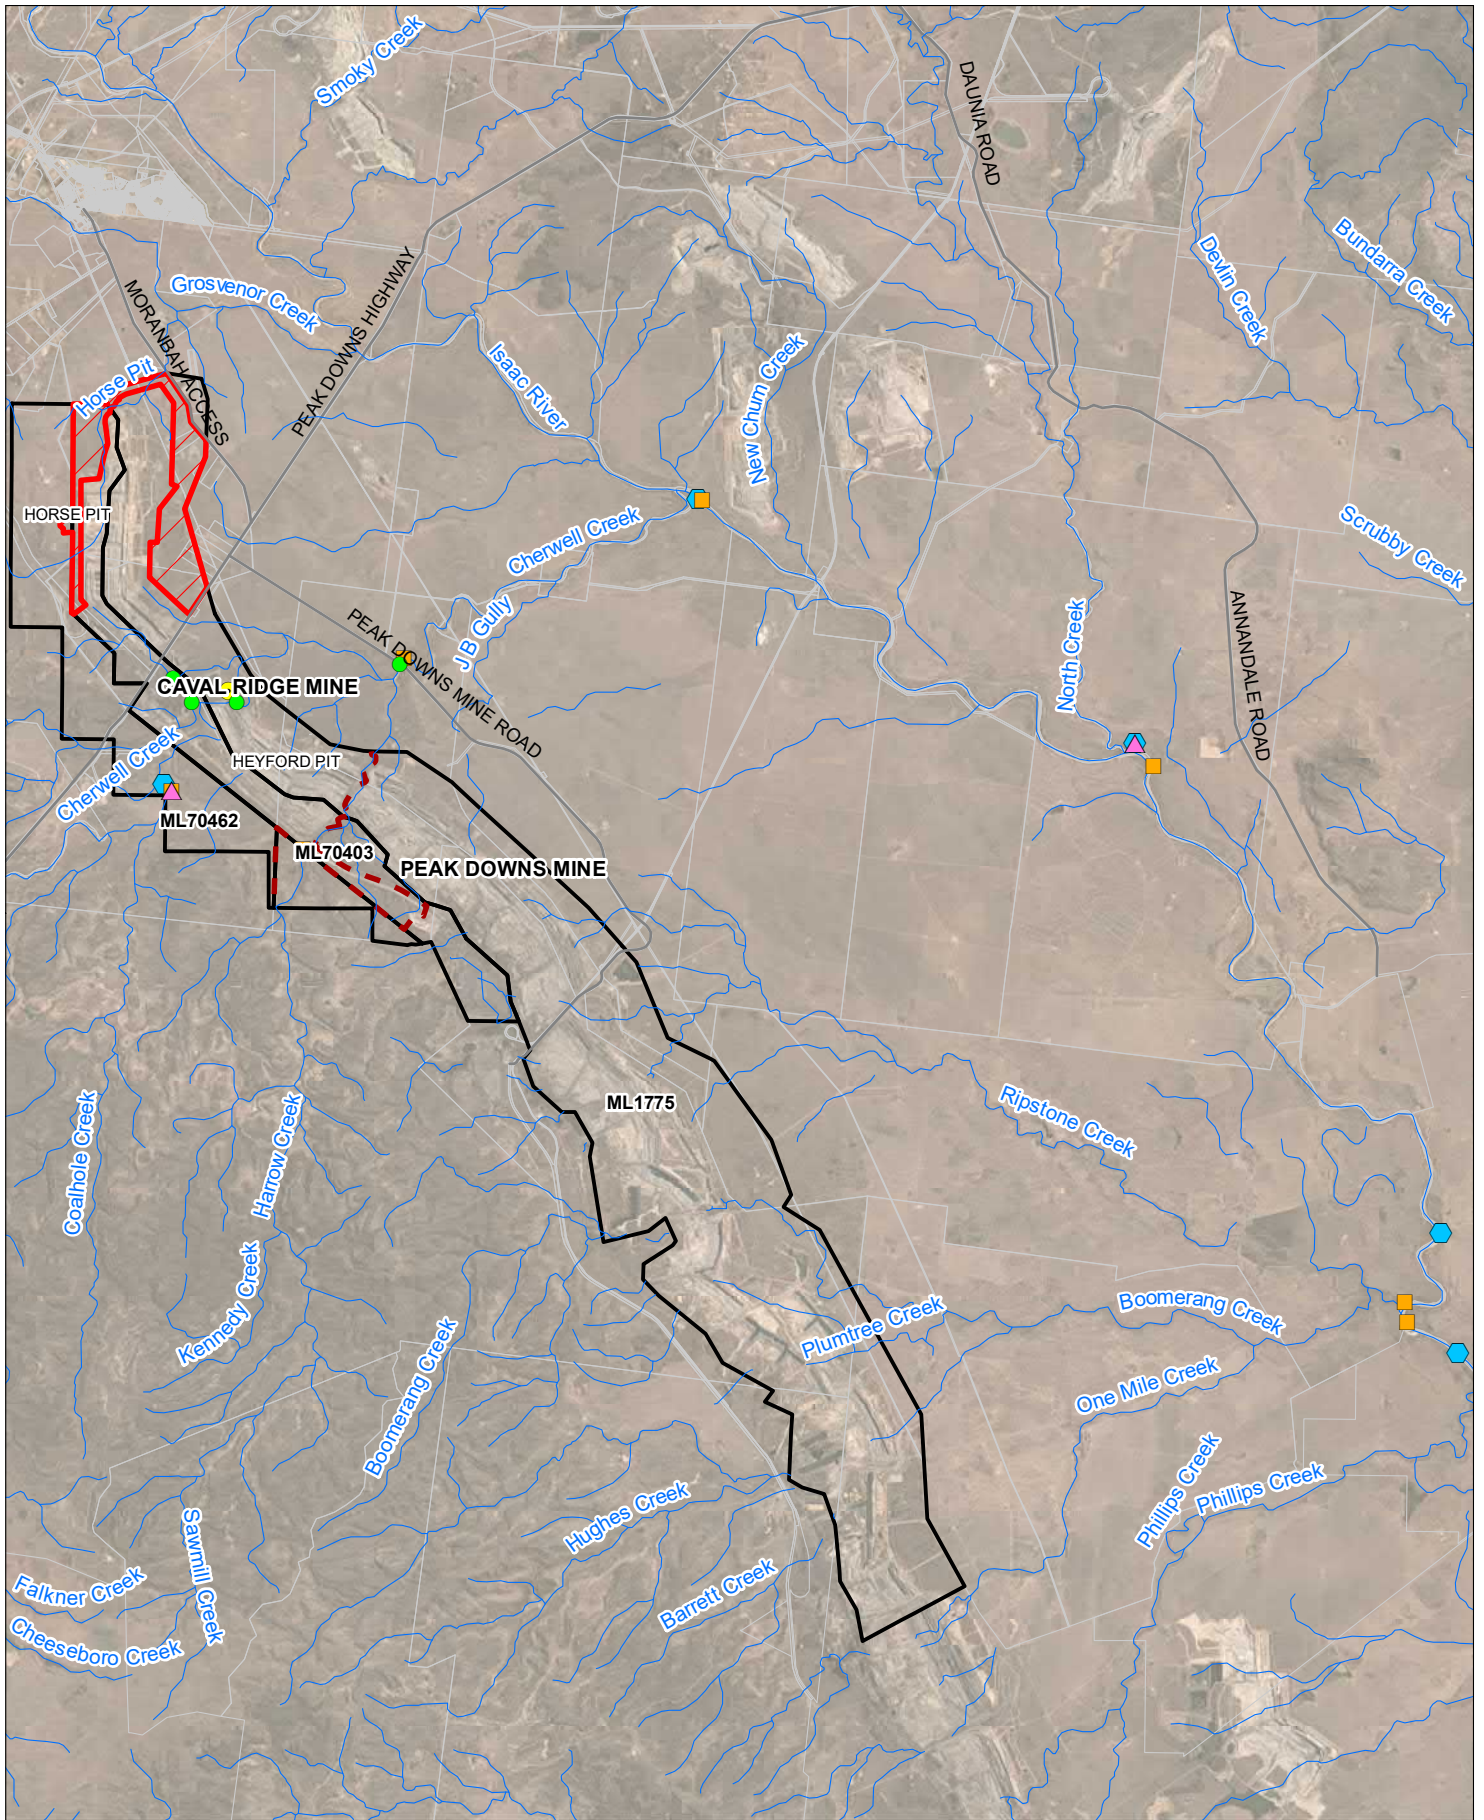 Smoky Creek
DAUNIA ROAD
Bundarra Creek
Devlin Creek
Grosvenor Creek
MORANBAH ACCESS
PEAK DOWNS HIGHWAY
Isaac River
New Chum Creek
Horse Pit
HORSE PIT
Cherwell Creek
Scrubby Creek
J B Gully
PEAK DOWNS MINE ROAD
North Creek
ANNANDALE ROAD
CAVAL RIDGE MINE
HEYFORD PIT
Cherwell Creek
ML70462
ML70403
PEAK DOWNS MINE
ML1775
Ripstone Creek
Coalhole Creek
Harrow Creek
Kennedy Creek
Boomerang Creek
Plumtree Creek
Boomerang Creek
One Mile Creek
Phillips Creek
Phillips Creek
Hughes Creek
Barrett Creek
Sawmill Creek
Falkner Creek
Cheeseboro Creek